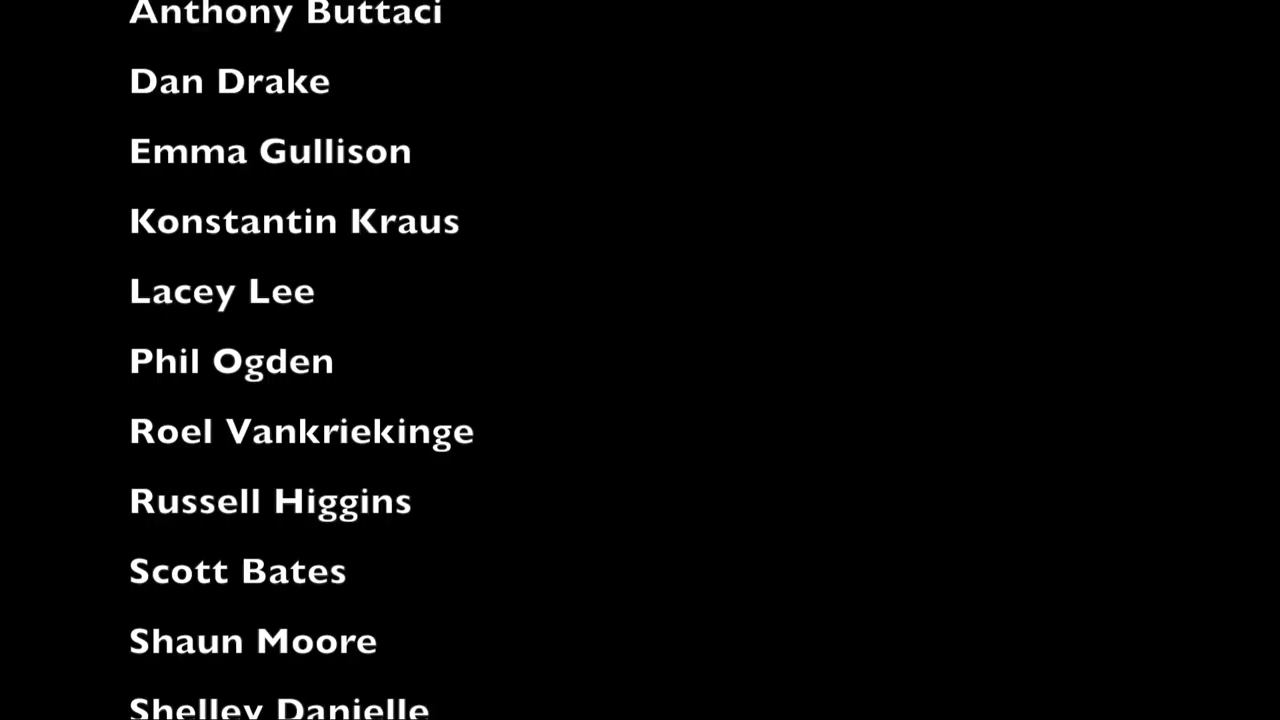 Anthony Buttaci
Dan Drake
Emma Gullison
Konstantin Kraus
Lacey Lee
Phil Ogden
Roel Vankriekinge
Russell Higgins
Scott Bates
Shaun Moore
Shelley Danielle